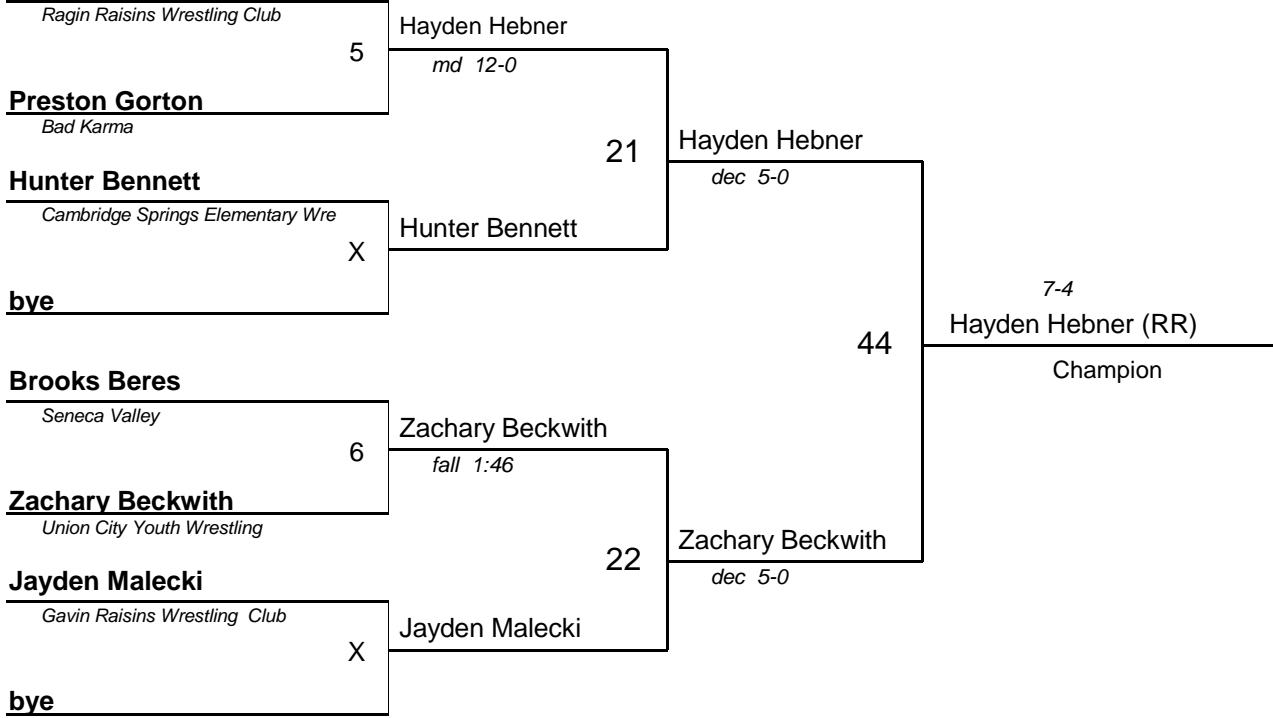 Ragin Raisins Wrestling Club
5
Hayden Hebner
md 12-0
Preston Gorton
Bad Karma
21
Hayden Hebner
dec 5-0
Hunter Bennett
Cambridge Springs Elementary Wre
X
Hunter Bennett
bye
7-4
44
Hayden Hebner (RR)
Champion
Brooks Beres
Seneca Valley
6
Zachary Beckwith
fall 1:46
Zachary Beckwith
Union City Youth Wrestling
22
Zachary Beckwith
dec 5-0
Jayden Malecki
Gavin Raisins Wrestling Club
X
Jayden Malecki
bye